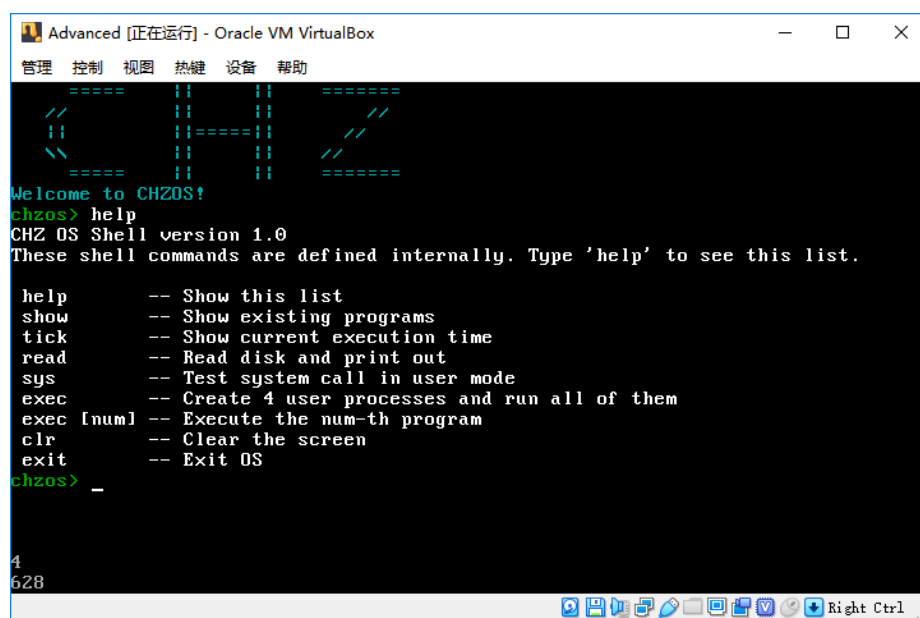 Advanced [正在运行] - Oracle VM VirtualBox
管理 控制 视图 热键 设备 帮助
     =====    ||     ||    =======
   //         ||     ||        //
   ||         ||=====||      //
   \\         ||     ||    //
     =====    ||     ||    =======
Welcome to CHZOS!
chzos> help
CHZ OS Shell version 1.0
These shell commands are defined internally. Type 'help' to see this list.
 help       -- Show this list
 show       -- Show existing programs
 tick       -- Show current execution time
 read       -- Read disk and print out
 sys        -- Test system call in user mode
 exec       -- Create 4 user processes and run all of them
 exec [num] -- Execute the num-th program
 clr        -- Clear the screen
 exit       -- Exit OS
chzos> _
4
628
Right Ctrl